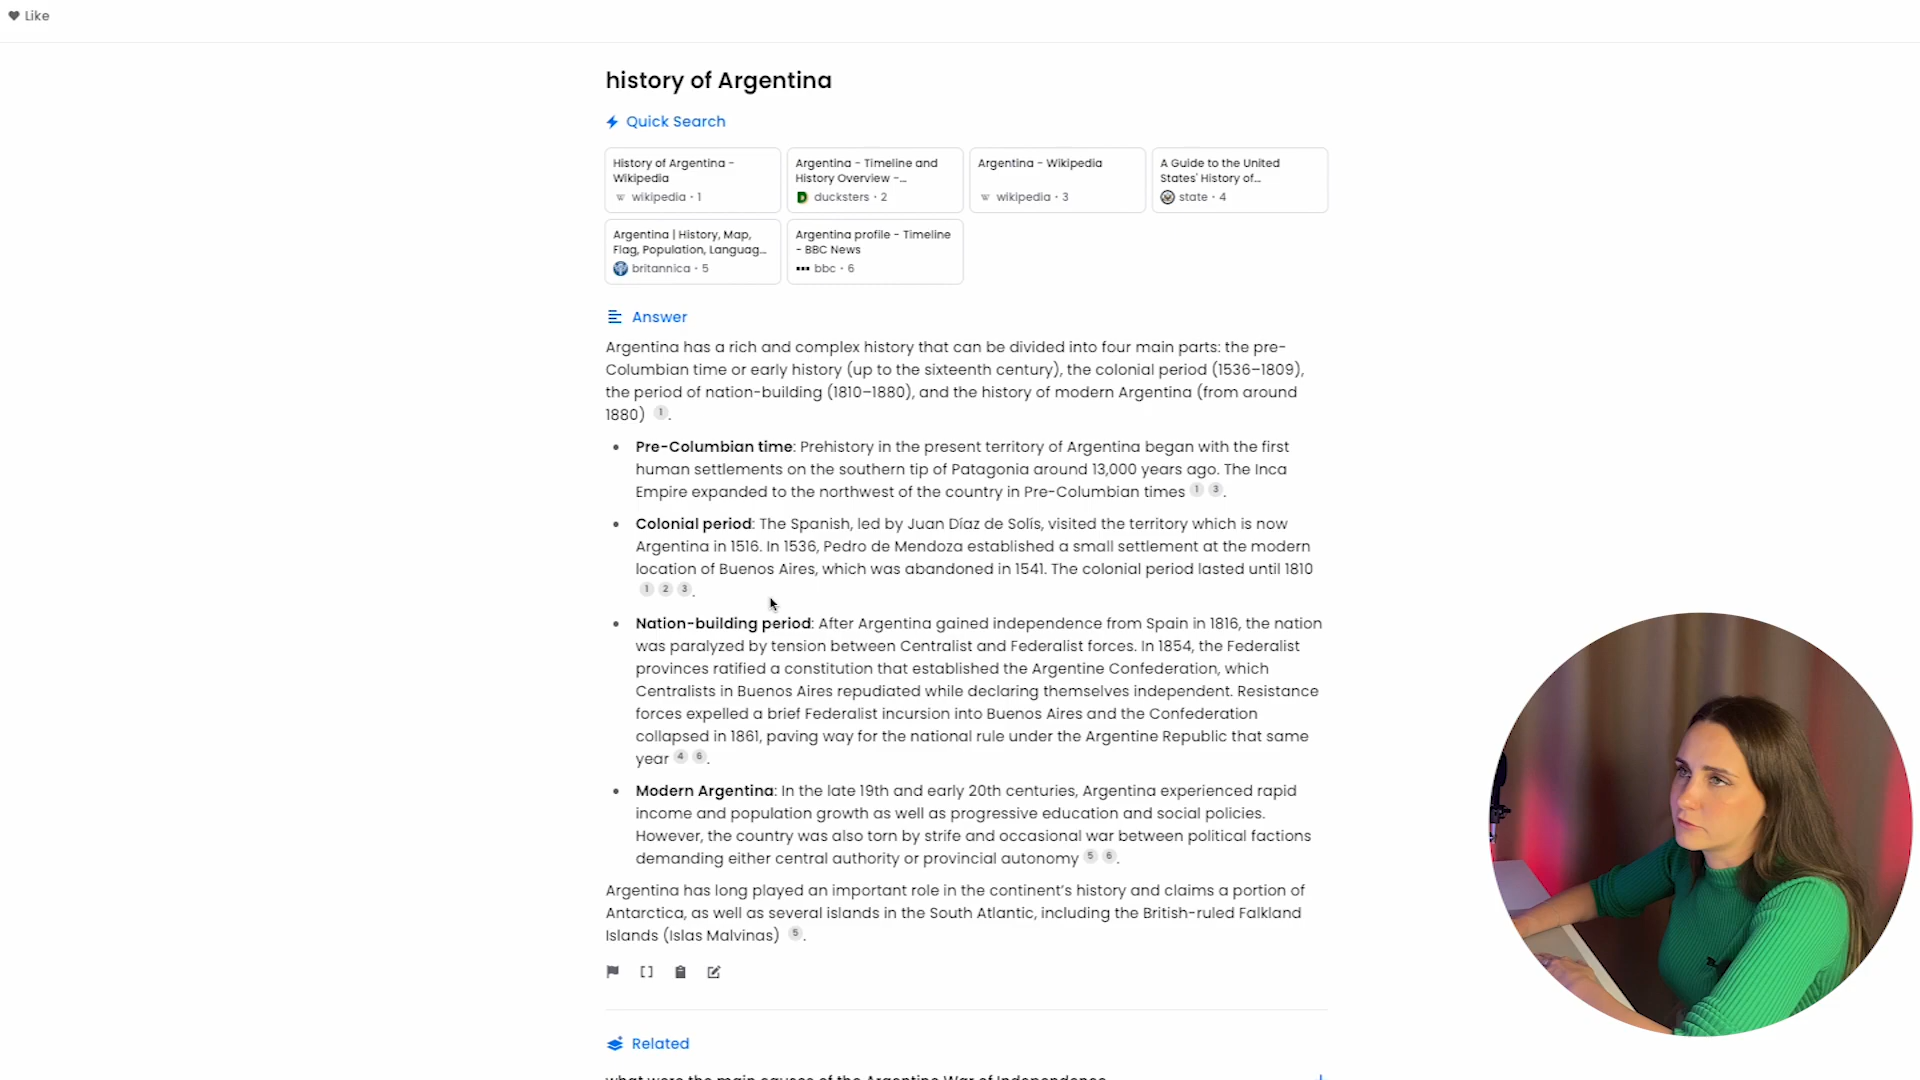 Like
history of Argentina
Quick Search
History of Argentina -
Wikipedia
wikipedia · 1
Argentina - Timeline and
History Overview -...
ducksters · 2
Argentina - Wikipedia
wikipedia · 3
A Guide to the United
States' History of...
state · 4
Argentina | History, Map,
Flag, Population, Languag...
britannica · 5
Argentina profile - Timeline
- BBC News
bbc · 6
Answer
Argentina has a rich and complex history that can be divided into four main parts: the pre-
Columbian time or early history (up to the sixteenth century), the colonial period (1536–1809),
the period of nation-building (1810–1880), and the history of modern Argentina (from around
1880) 1.
• Pre-Columbian time: Prehistory in the present territory of Argentina began with the first
human settlements on the southern tip of Patagonia around 13,000 years ago. The Inca
Empire expanded to the northwest of the country in Pre-Columbian times 1 3.
• Colonial period: The Spanish, led by Juan Díaz de Solís, visited the territory which is now
Argentina in 1516. In 1536, Pedro de Mendoza established a small settlement at the modern
location of Buenos Aires, which was abandoned in 1541. The colonial period lasted until 1810
1 2 3.
• Nation-building period: After Argentina gained independence from Spain in 1816, the nation
was paralyzed by tension between Centralist and Federalist forces. In 1854, the Federalist
provinces ratified a constitution that established the Argentine Confederation, which
Centralists in Buenos Aires repudiated while declaring themselves independent. Resistance
forces expelled a brief Federalist incursion into Buenos Aires and the Confederation
collapsed in 1861, paving way for the national rule under the Argentine Republic that same
year 4 6.
• Modern Argentina: In the late 19th and early 20th centuries, Argentina experienced rapid
income and population growth as well as progressive education and social policies.
However, the country was also torn by strife and occasional war between political factions
demanding either central authority or provincial autonomy 5 6.
Argentina has long played an important role in the continent's history and claims a portion of
Antarctica, as well as several islands in the South Atlantic, including the British-ruled Falkland
Islands (Islas Malvinas) 5.
Related
what were the main causes of the Argentine War of Independence